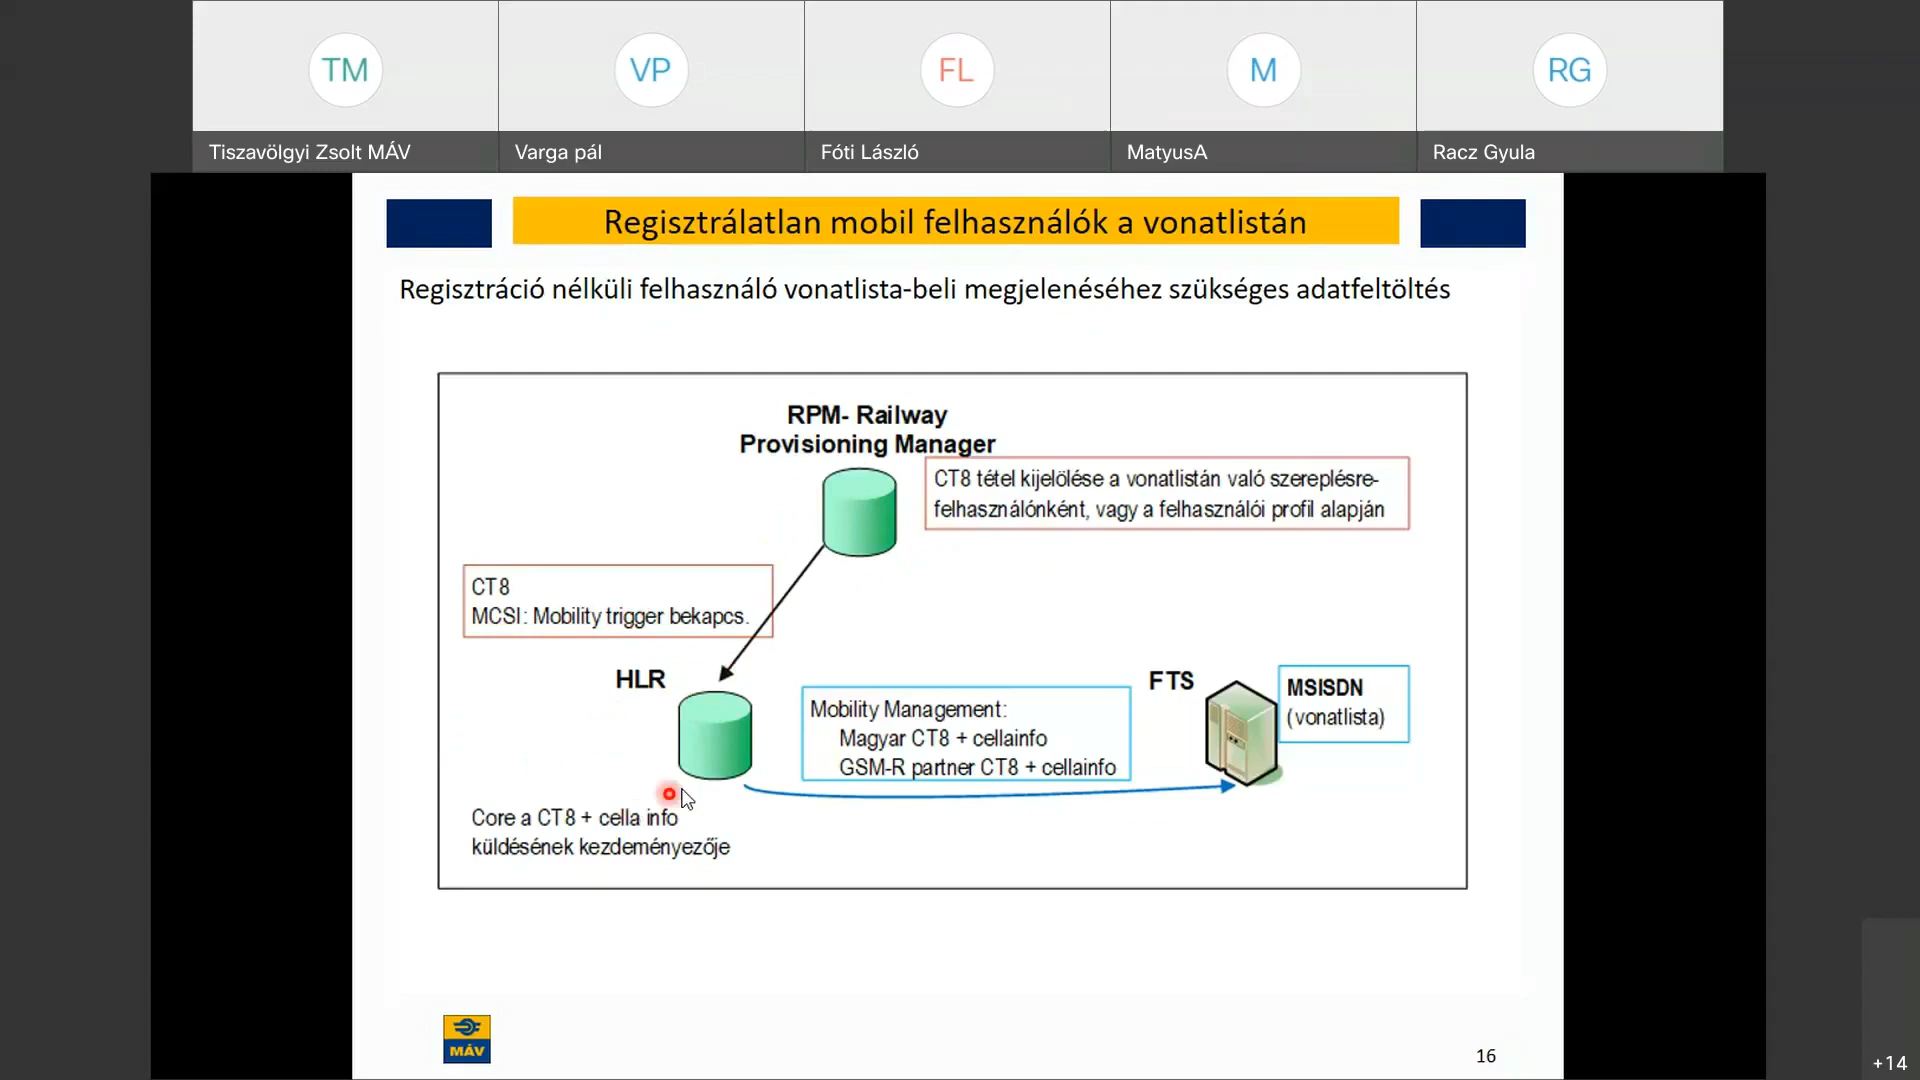 TM
VP
FL
M
RG
Tiszavölgyi Zsolt MÁV
Varga pál
Fóti László
MatyusA
Racz Gyula
Regisztrálatlan mobil felhasználók a vonatlistán
Regisztráció nélküli felhasználó vonatlista-beli megjelenéséhez szükséges adatfeltöltés
RPM- Railway
Provisioning Manager
CT8 tétel kijelölése a vonatlistán való szereplésre-
felhasználónként, vagy a felhasználói profil alapján
CT8
MCSI: Mobility trigger bekapcs.
HLR
Mobility Management:
Magyar CT8 + cellainfo
GSM-R partner CT8 + cellainfo
FTS
MSISDN
(vonatlista)
Core a CT8 + cella info
küldésének kezdeményezője
MÁV
16
+14